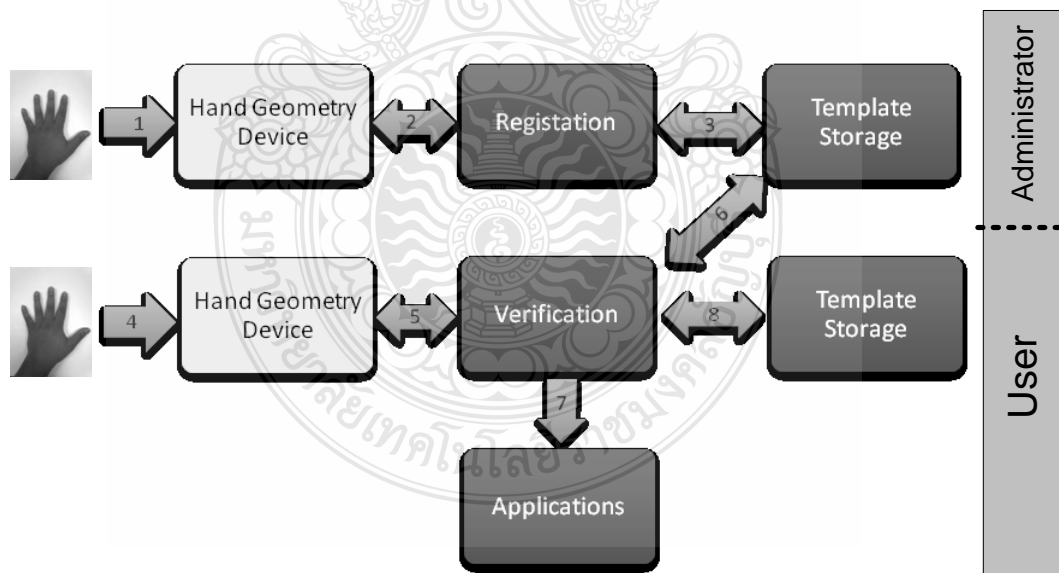 1
Hand Geometry
Device
2
Registation
3
Template
Storage
Administrator
6
4
Hand Geometry
Device
5
Verification
8
Template
Storage
User
7
Applications